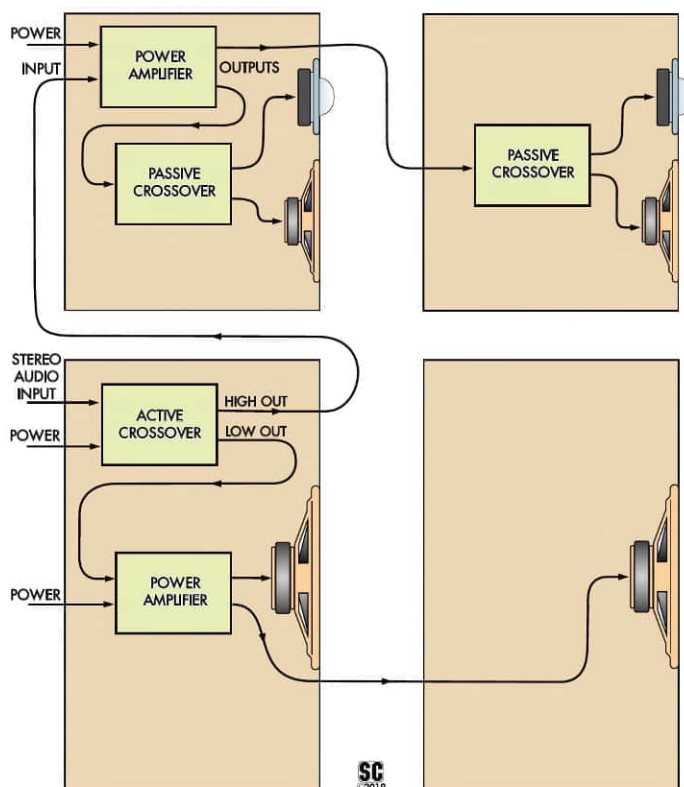 POWER
INPUT
POWER
AMPLIFIER
OUTPUTS
PASSIVE
CROSSOVER
PASSIVE
CROSSOVER
STEREO
AUDIO
INPUT
POWER
ACTIVE
CROSSOVER
HIGH OUT
LOW OUT
POWER
POWER
AMPLIFIER
SC